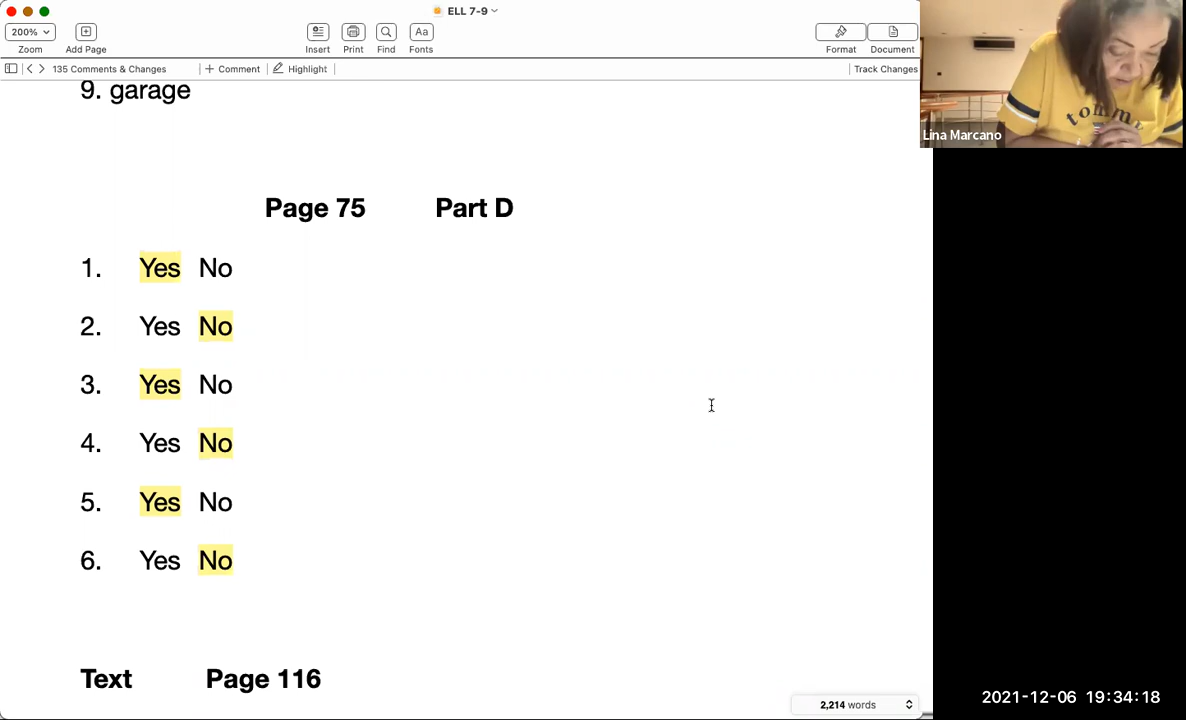 ELL 7-9
200%
Zoom
Add Page
Insert
Print
Find
Aa
Fonts
Format
Document
135 Comments & Changes
+ Comment
Highlight
Track Changes
9. garage
Page 75 Part D
1. Yes No
2. Yes No
3. Yes No
4. Yes No
5. Yes No
6. Yes No
Text Page 116
2,214 words
tommy
Lina Marcano
2021-12-06 19:34:18